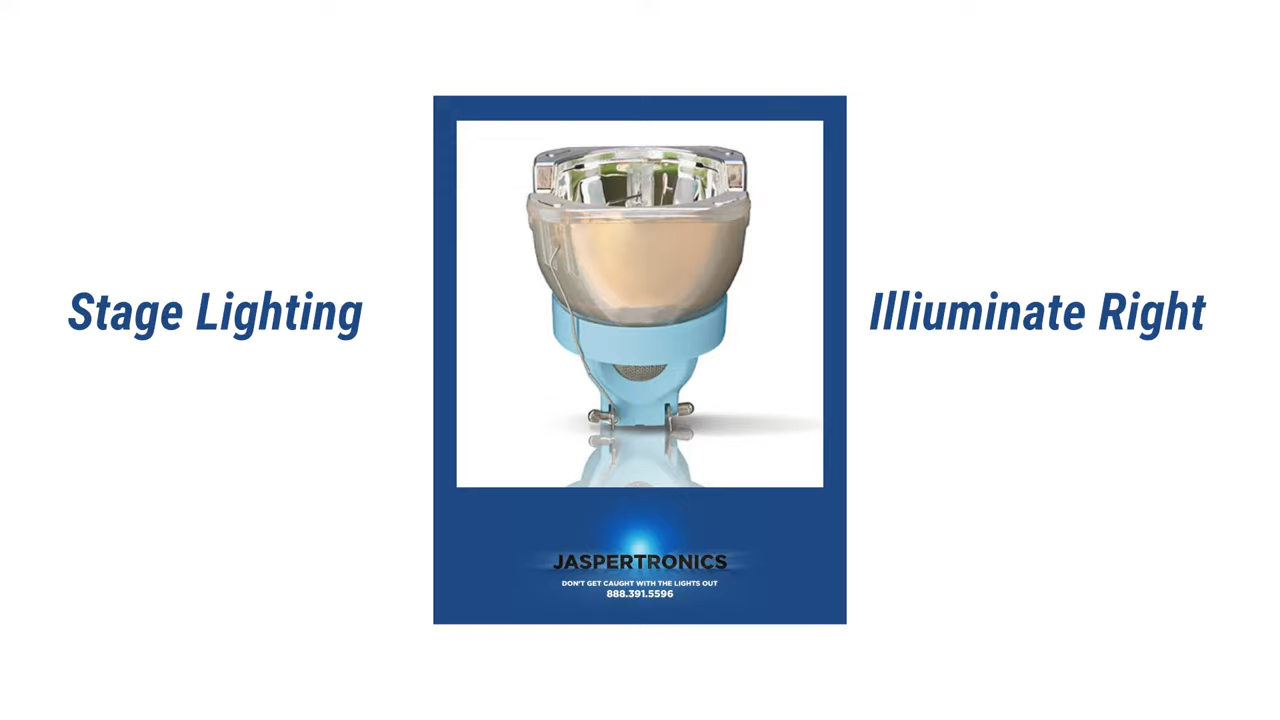 Stage Lighting
Illiuminate Right
JASPERTRONICS
DON'T GET CAUGHT WITH THE LIGHTS OUT
888.391.5596